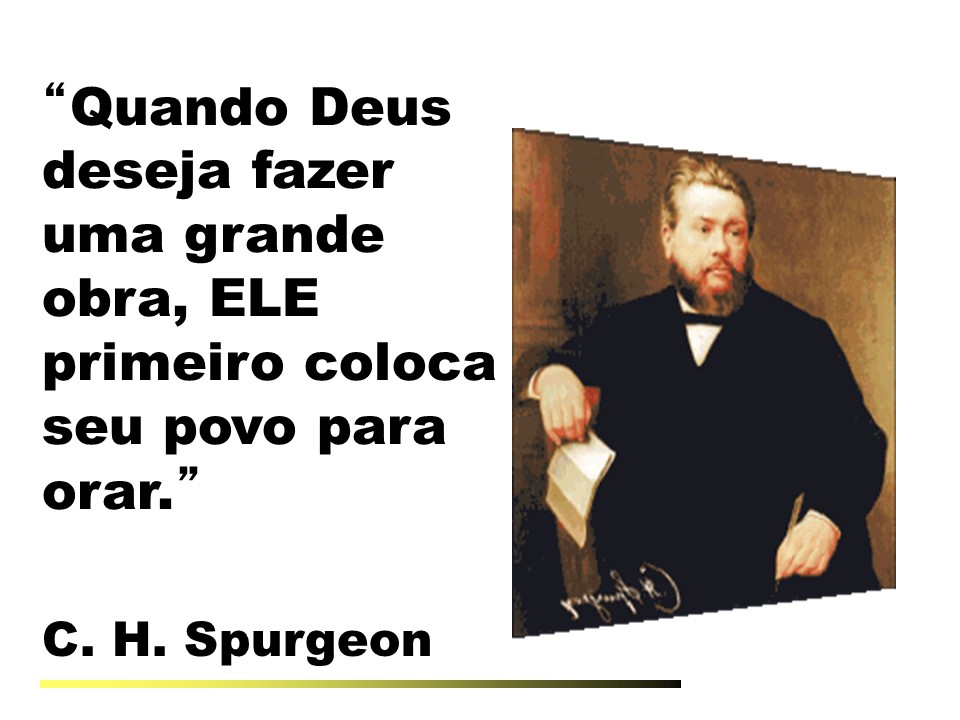 “Quando Deus
deseja fazer
uma grande
obra, ELE
primeiro coloca
seu povo para
orar.”
C. H. Spurgeon